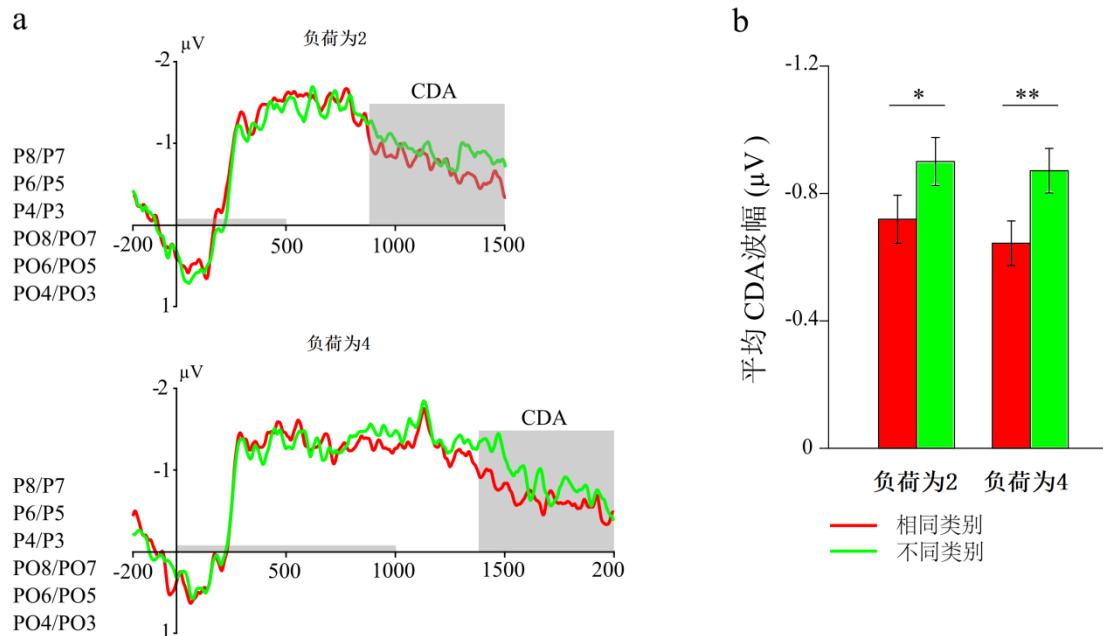 a
负荷为2
μV
-2
CDA
-1
P8/P7
P6/P5
P4/P3
PO8/PO7
PO6/PO5
PO4/PO3
-200
500
1000
1500
1
负荷为4
μV
-2
CDA
-1
P8/P7
P6/P5
P4/P3
PO8/PO7
PO6/PO5
PO4/PO3
-200
500
1000
1500
200
1
b
-1.2
*
**
-0.8
-0.4
0
平均 CDA波幅 (μV)
负荷为2
负荷为4
相同类别
不同类别